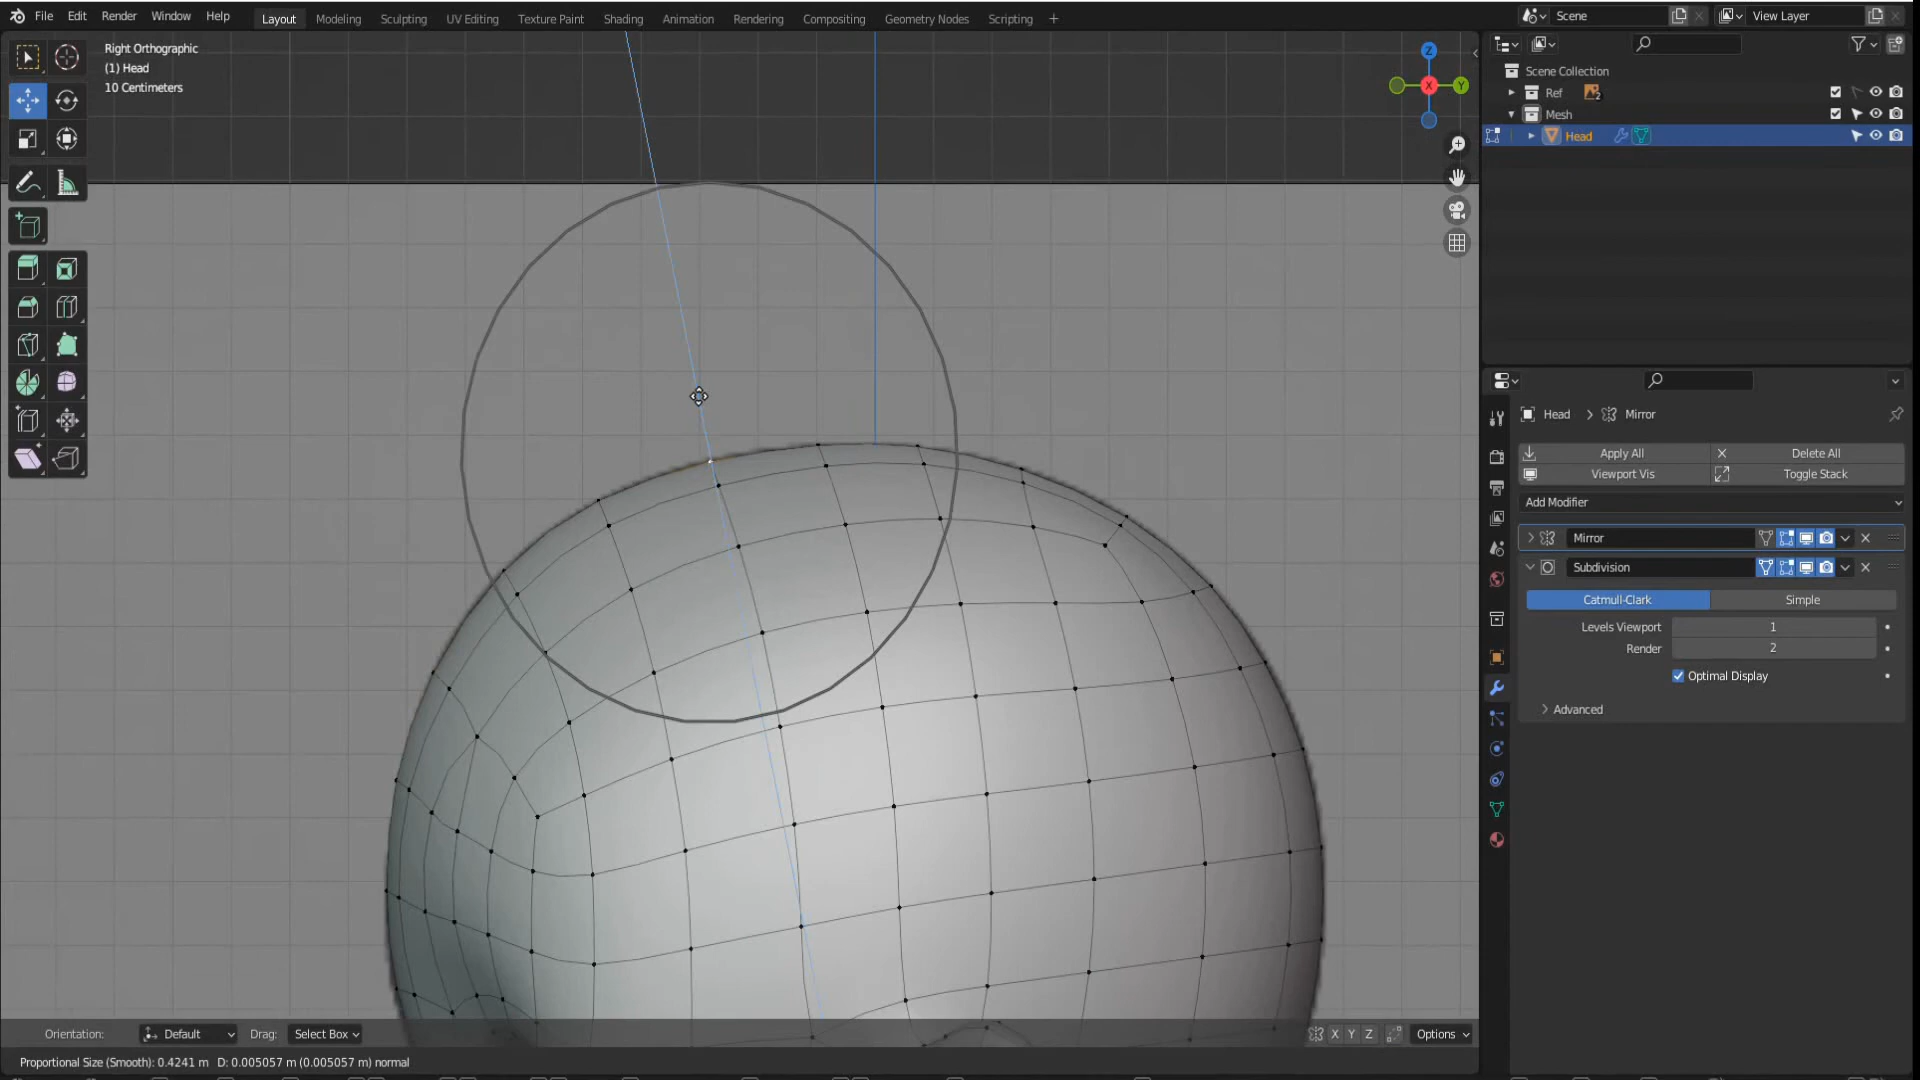 File Edit Render Window Help Layout Modeling Sculpting UV Editing Texture Paint Shading Animation Rendering Compositing Geometry Nodes Scripting + Scene View Layer
Right Orthographic
(1) Head
10 Centimeters
Z
X
Y
Scene Collection
Ref 2
Mesh
Head
Head > Mirror
Apply All Delete All
Viewport Vis Toggle Stack
Add Modifier
Mirror
Subdivision
Catmull-Clark Simple
Levels Viewport 1
Render 2
Optimal Display
Advanced
Orientation: Default Drag: Select Box X Y Z Options
Proportional Size (Smooth): 0.4241 m D: 0.005057 m (0.005057 m) normal